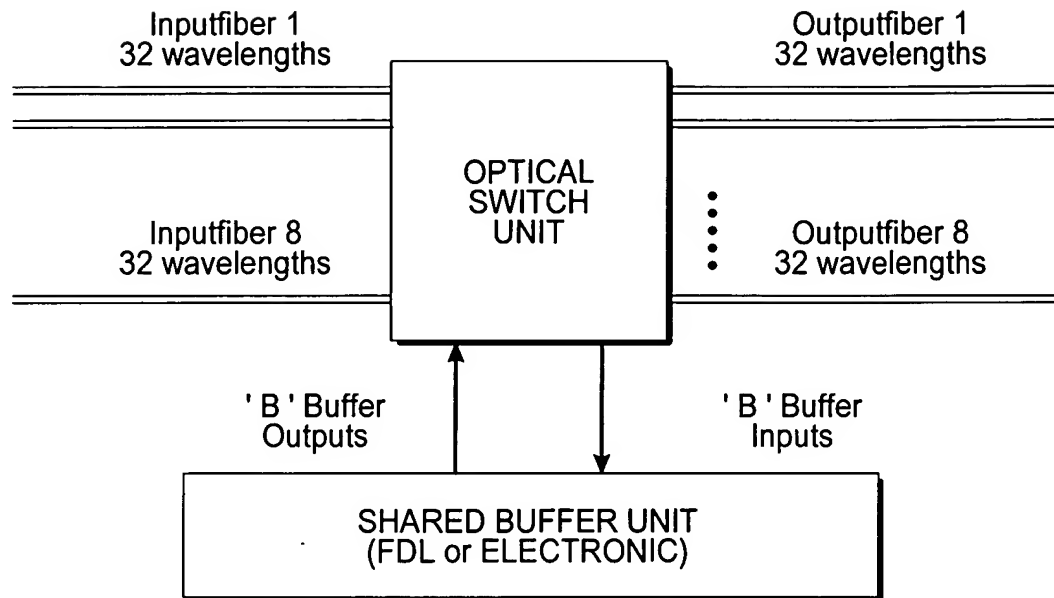 Inputfiber 1
32 wavelengths
Outputfiber 1
32 wavelengths
OPTICAL
SWITCH
UNIT
Inputfiber 8
32 wavelengths
Outputfiber 8
32 wavelengths
' B ' Buffer
Outputs
' B ' Buffer
Inputs
SHARED BUFFER UNIT
(FDL or ELECTRONIC)